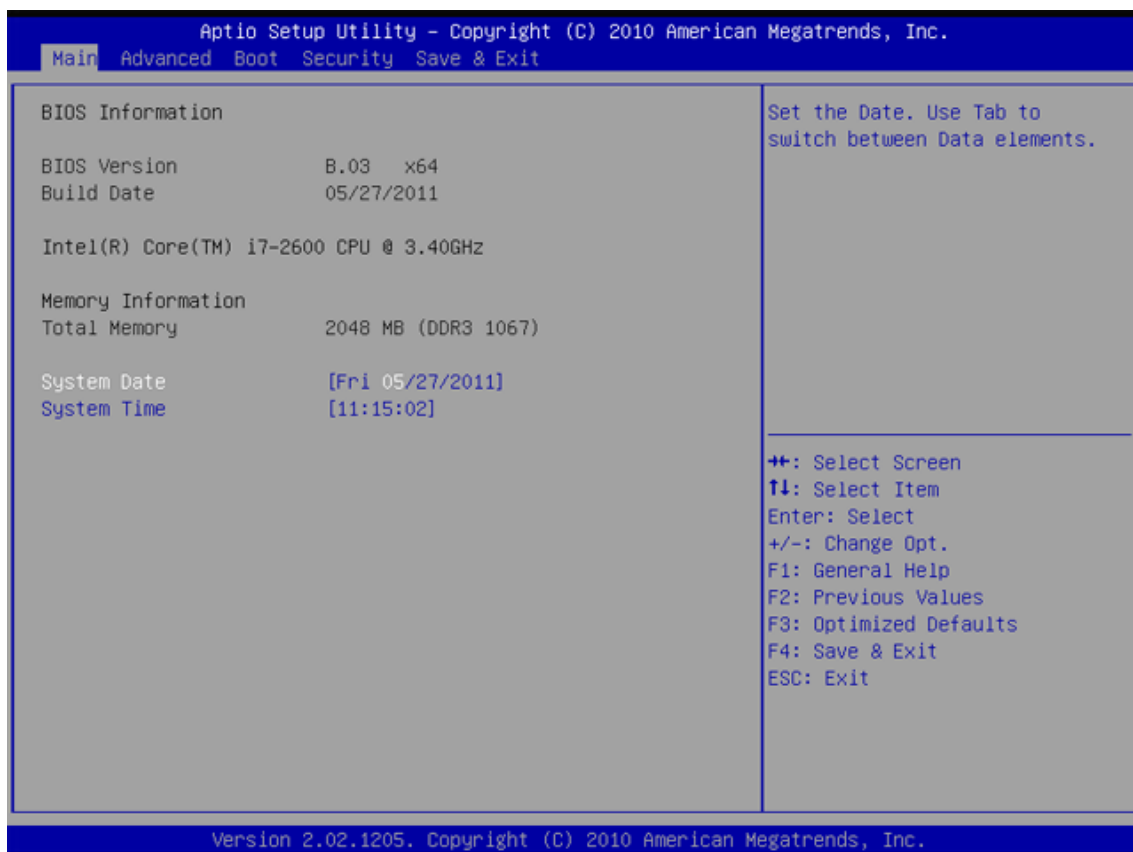 Aptio Setup Utility – Copyright (C) 2010 American Megatrends, Inc.
Main Advanced Boot Security Save & Exit
BIOS Information
BIOS Version B.03 x64
Build Date 05/27/2011
Intel(R) Core(TM) i7-2600 CPU @ 3.40GHz
Memory Information
Total Memory 2048 MB (DDR3 1067)
System Date [Fri 05/27/2011]
System Time [11:15:02]
Set the Date. Use Tab to
switch between Data elements.
→←: Select Screen
↑↓: Select Item
Enter: Select
+/-: Change Opt.
F1: General Help
F2: Previous Values
F3: Optimized Defaults
F4: Save & Exit
ESC: Exit
Version 2.02.1205. Copyright (C) 2010 American Megatrends, Inc.